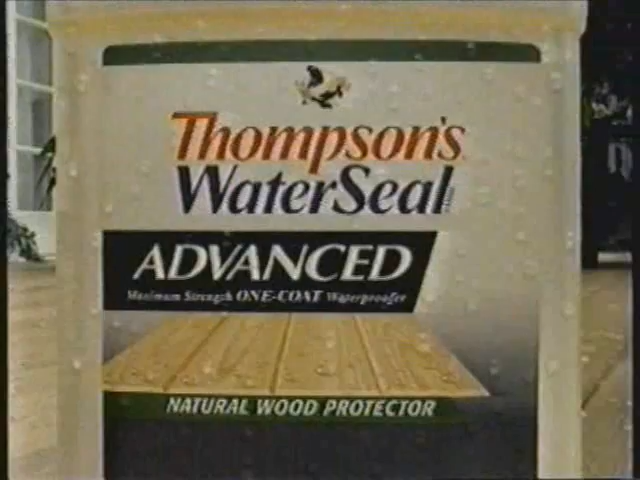 Thompson's
WaterSeal
ADVANCED
Maximum Strength ONE-COAT Waterproofer
NATURAL WOOD PROTECTOR